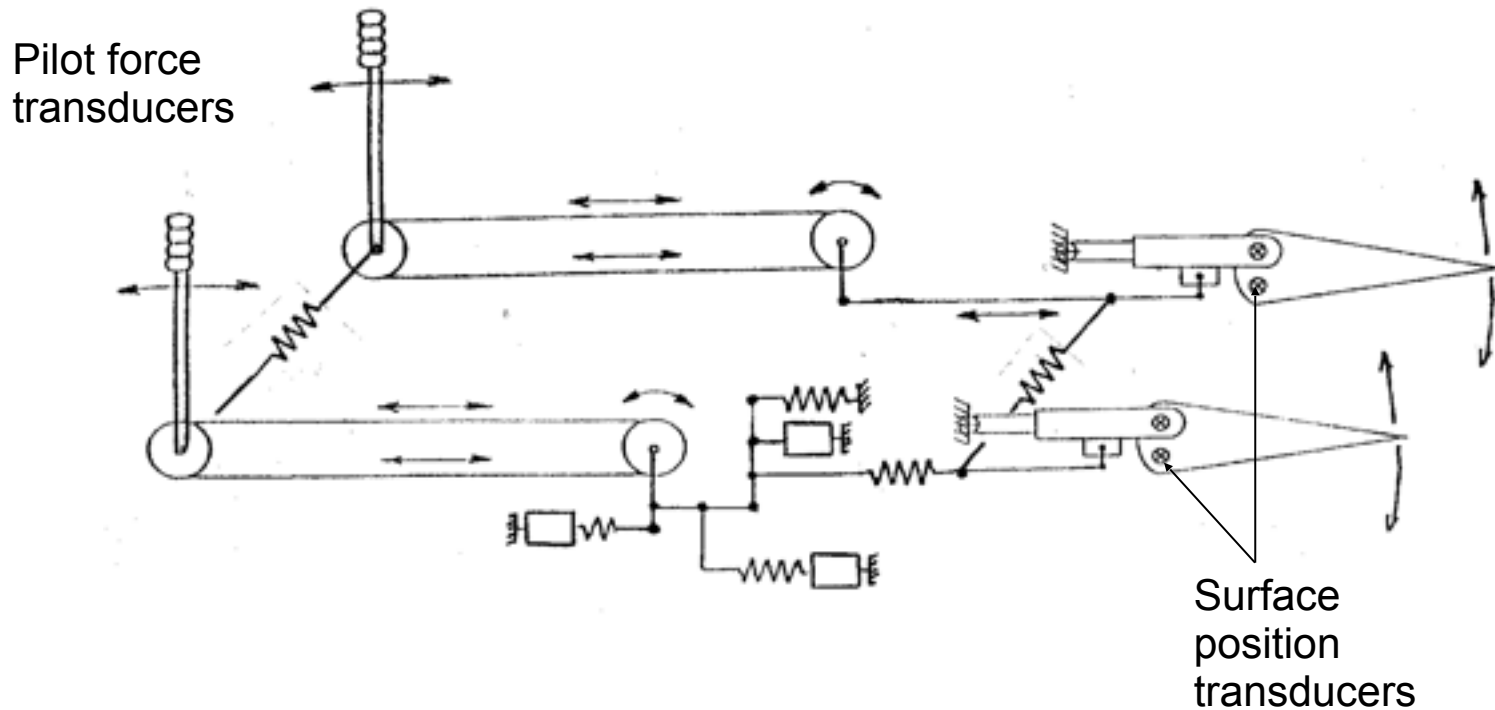 Pilot force
transducers
Surface
position
transducers